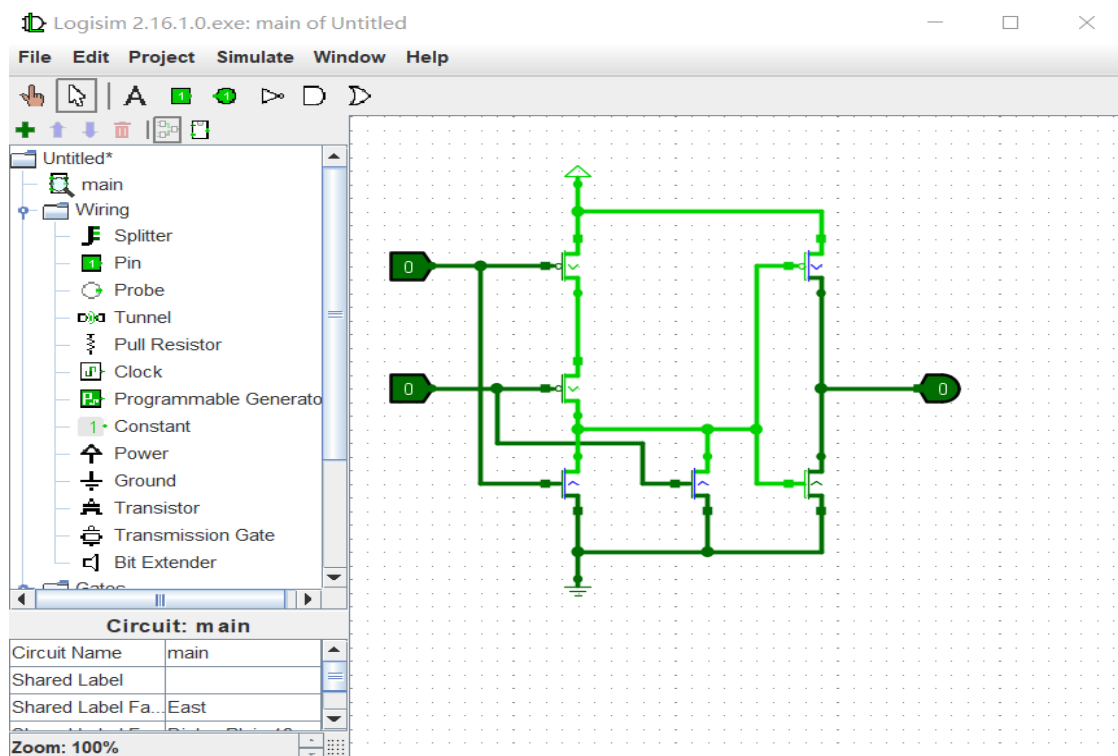 Logisim 2.16.1.0.exe: main of Untitled
File Edit Project Simulate Window Help
Untitled*
main
Wiring
Splitter
Pin
Probe
Tunnel
Pull Resistor
Clock
Programmable Generato
1 Constant
Power
Ground
Transistor
Transmission Gate
Bit Extender
Gates
Circuit: main
Circuit Name main
Shared Label
Shared Label Fa...East
Zoom: 100%
0
0
0